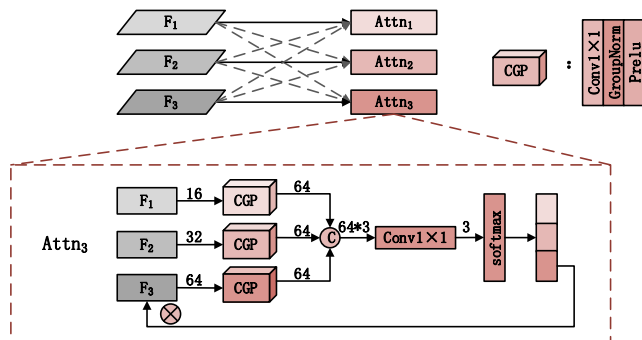 F₁
Attn₁
F₂
Attn₂
F₃
Attn₃
CGP
:
Conv1×1
GroupNorm
Prelu
Attn₃
F₁
16
CGP
64
F₂
32
CGP
64
C
64*3
Conv1×1
3
softmax
F₃
64
CGP
64